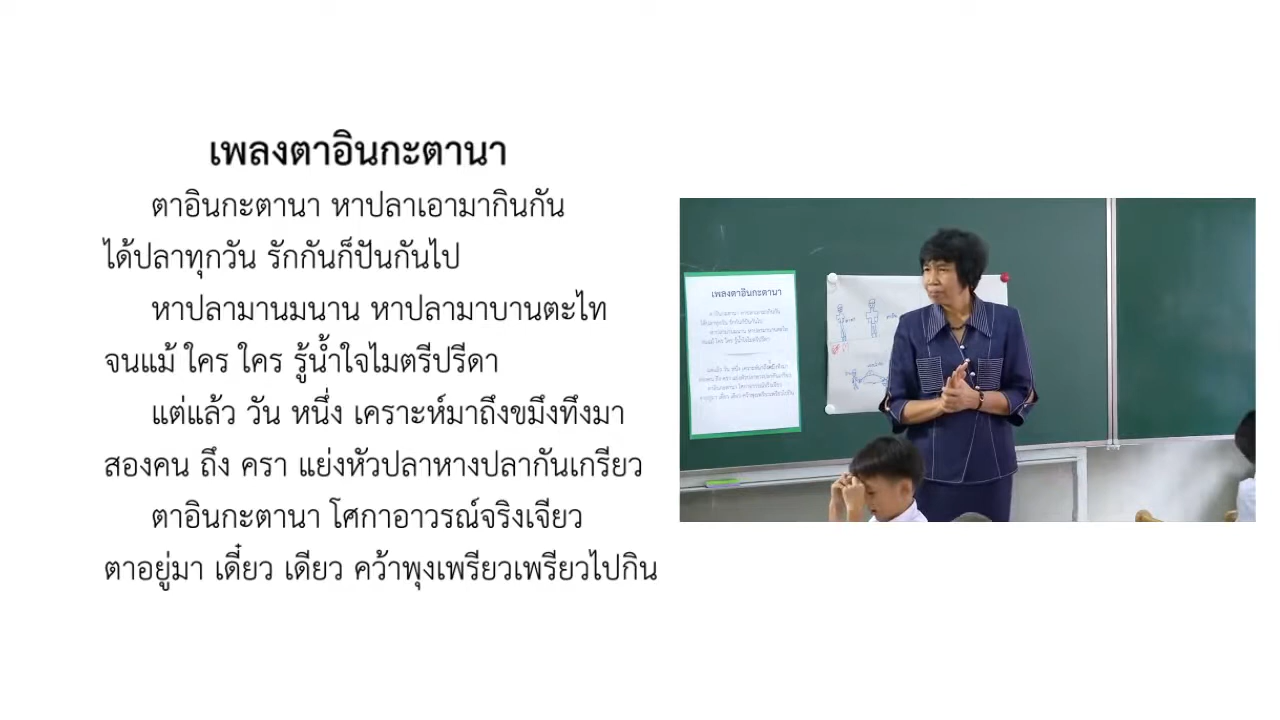 เพลงตาอินกะตานา
ตาอินกะตานา หาปลาเอามากินกัน
ได้ปลาทุกวัน รักกันก็ปันกันไป
หาปลามานมนาน หาปลามาบานตะไท
จนแม้ ใคร ใคร รู้น้ำใจไมตรีปรีดา
แต่แล้ว วัน หนึ่ง เคราะห์มาถึงขมึงทึงมา
สองคน ถึง ครา แย่งหัวปลาหางปลากันเกรียว
ตาอินกะตานา โศกาอาวรณ์จริงเจียว
ตาอยู่มา เดี๋ยว เดียว คว้าพุงเพรียวเพรียวไปกิน
เพลงตาอินกะตานา